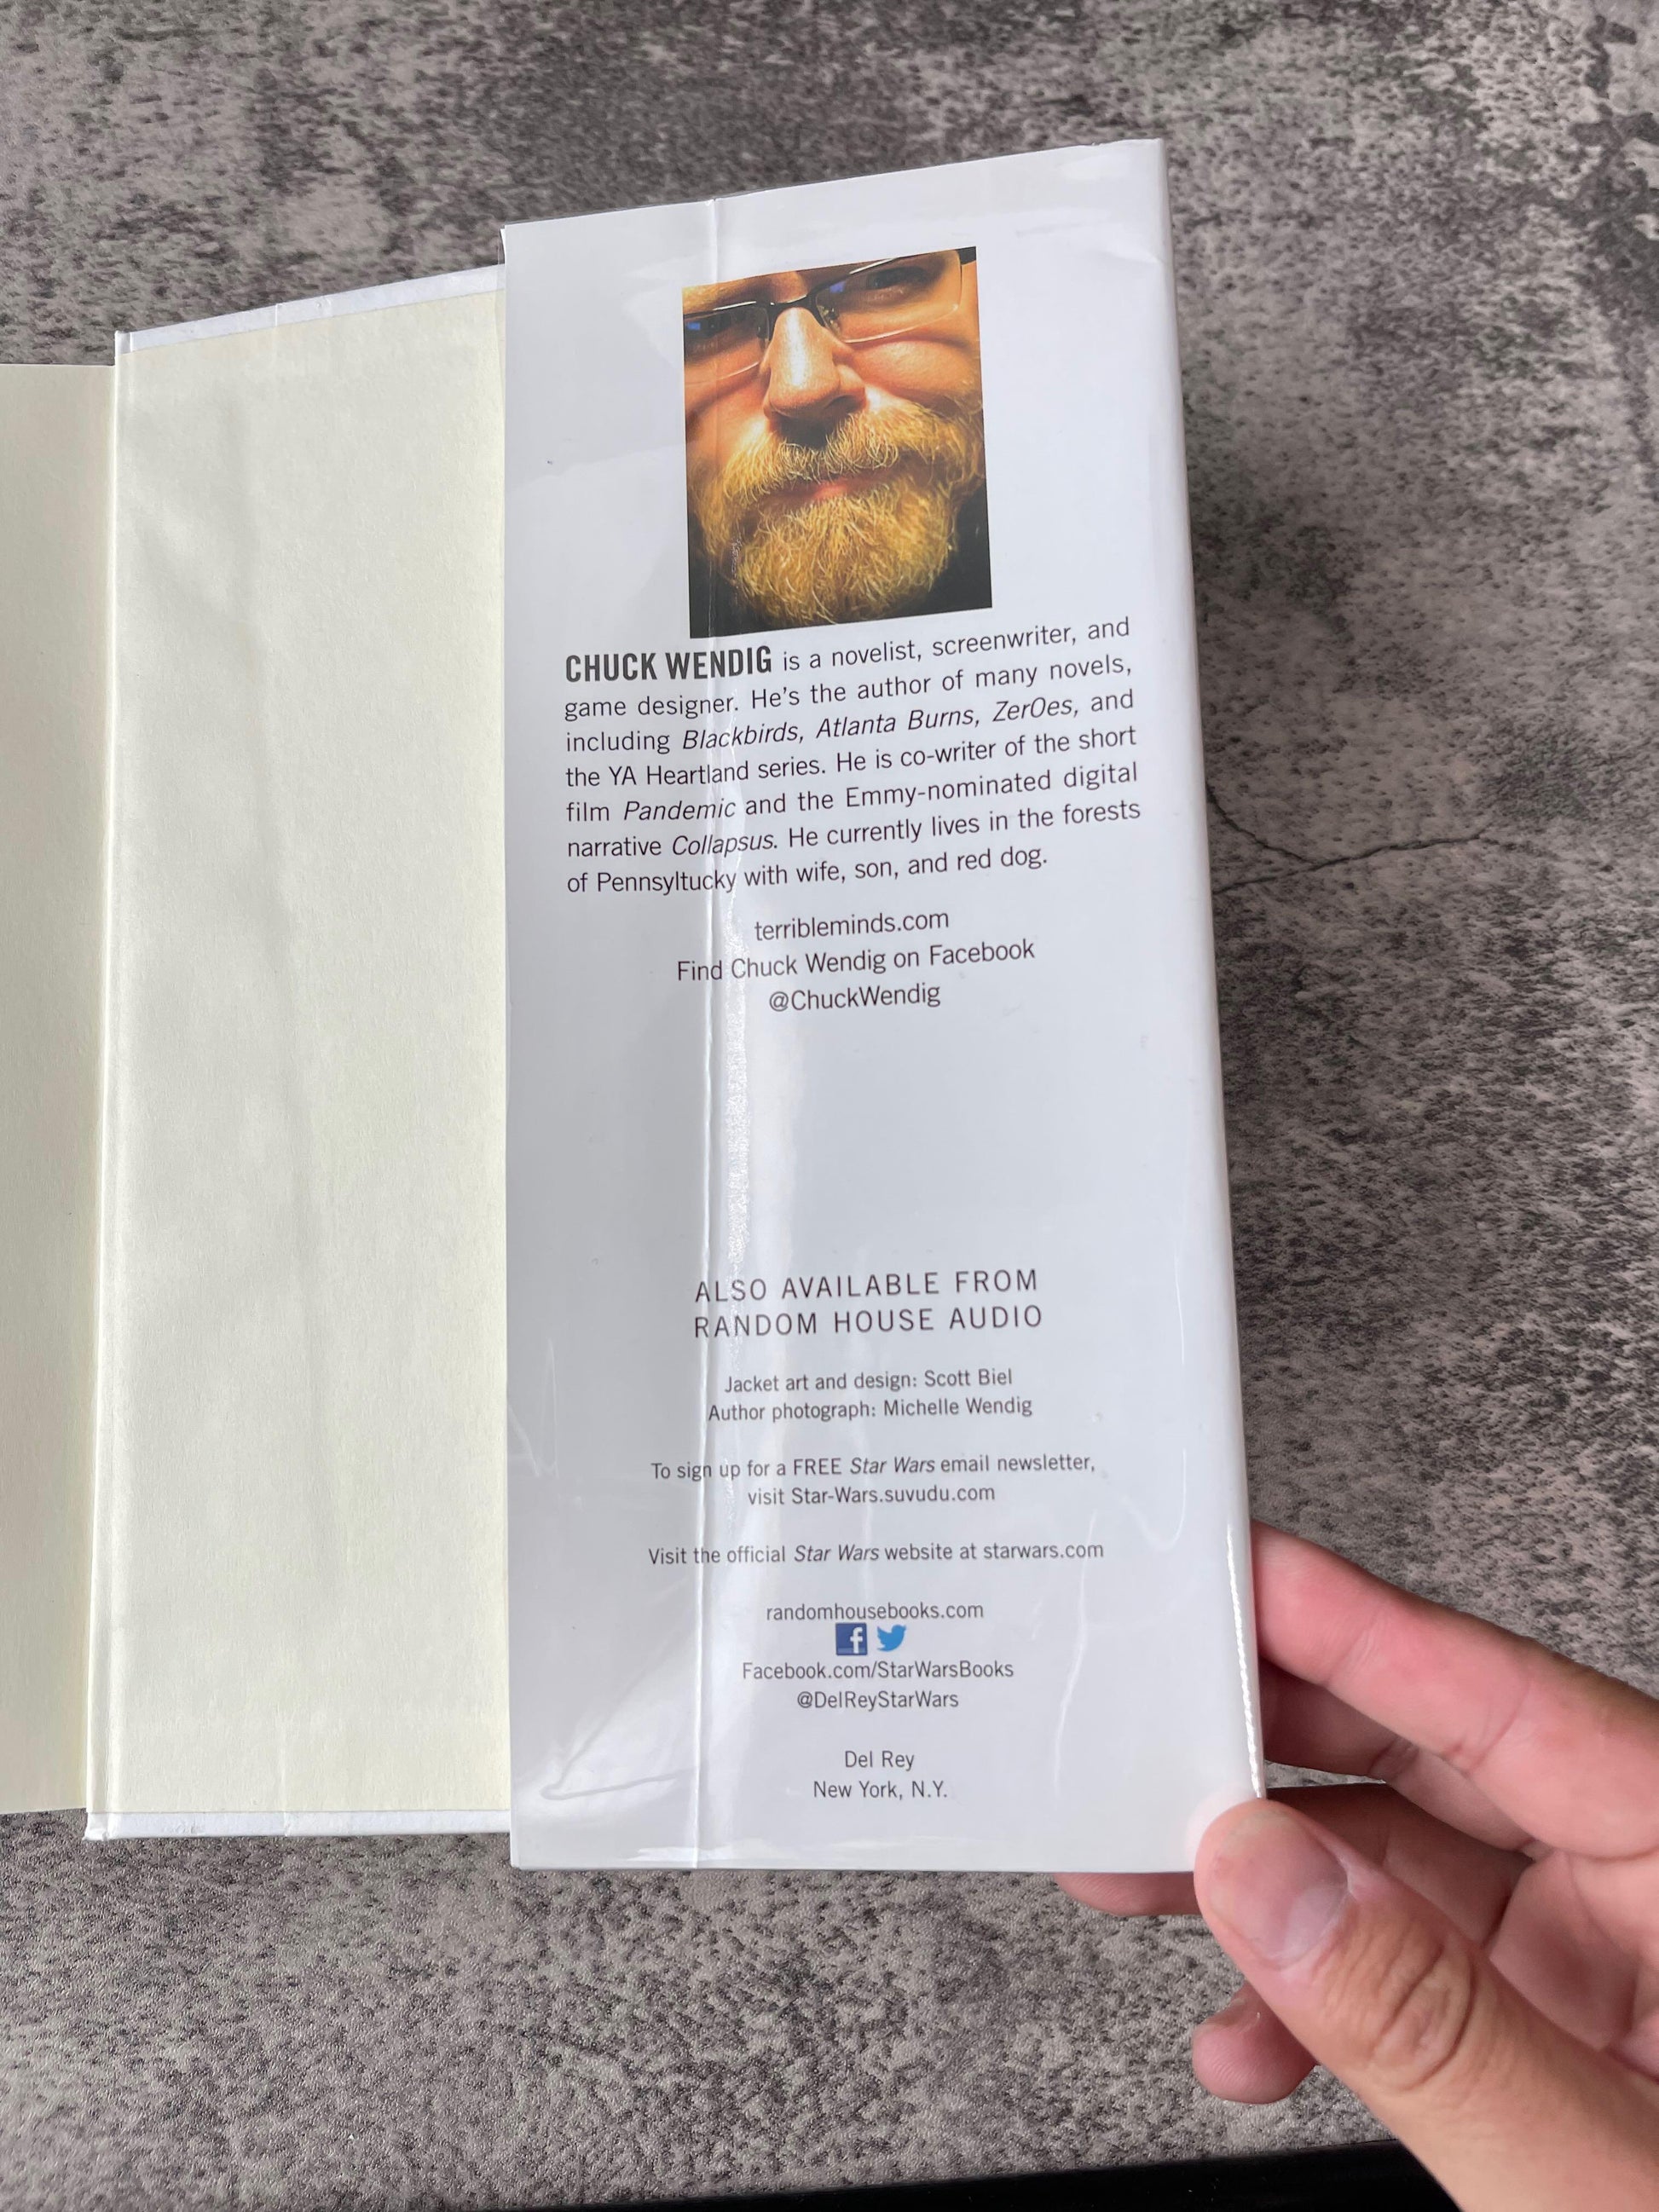 CHUCK WENDIG is a novelist, screenwriter, and
game designer. He's the author of many novels,
including Blackbirds, Atlanta Burns, ZerOes, and
the YA Heartland series. He is co-writer of the short
film Pandemic and the Emmy-nominated digital
narrative Collapsus. He currently lives in the forests
of Pennsyltucky with wife, son, and red dog.
terribleminds.com
Find Chuck Wendig on Facebook
@ChuckWendig
ALSO AVAILABLE FROM
RANDOM HOUSE AUDIO
Jacket art and design: Scott Biel
Author photograph: Michelle Wendig
To sign up for a FREE Star Wars email newsletter,
visit Star-Wars.suvudu.com
Visit the official Star Wars website at starwars.com
randomhousebooks.com
f
Facebook.com/StarWarsBooks
@DelReyStarWars
Del Rey
New York, N.Y.